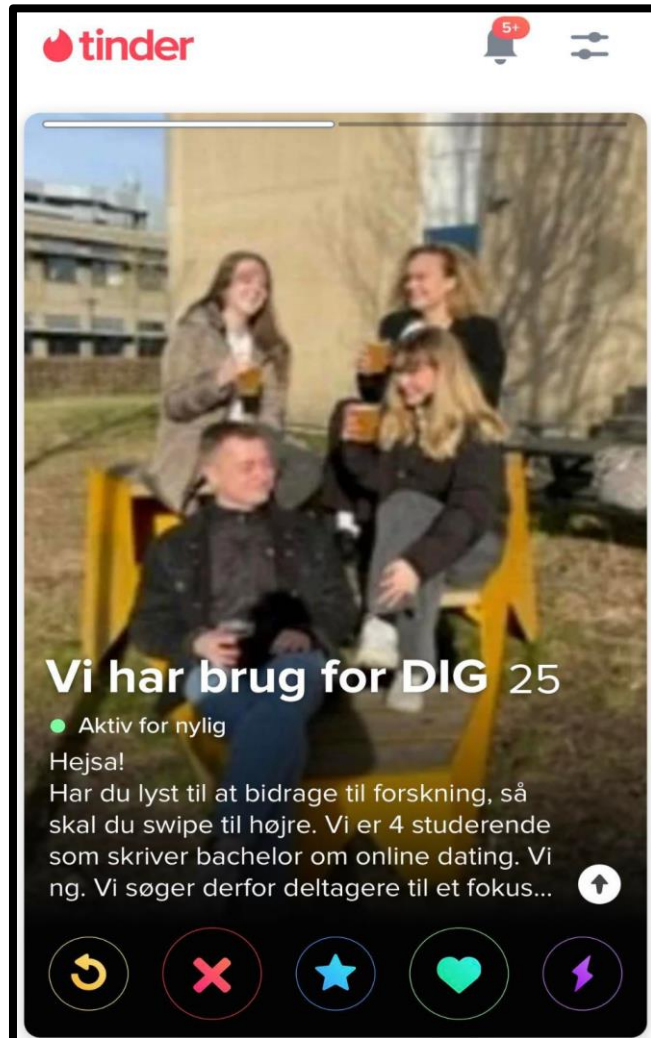 tinder
5+
Vi har brug for DIG 25
Aktiv for nylig
Hejsa!
Har du lyst til at bidrage til forskning, så
skal du swipe til højre. Vi er 4 studerende
som skriver bachelor om online dating. Vi
ng. Vi søger derfor deltagere til et fokus...